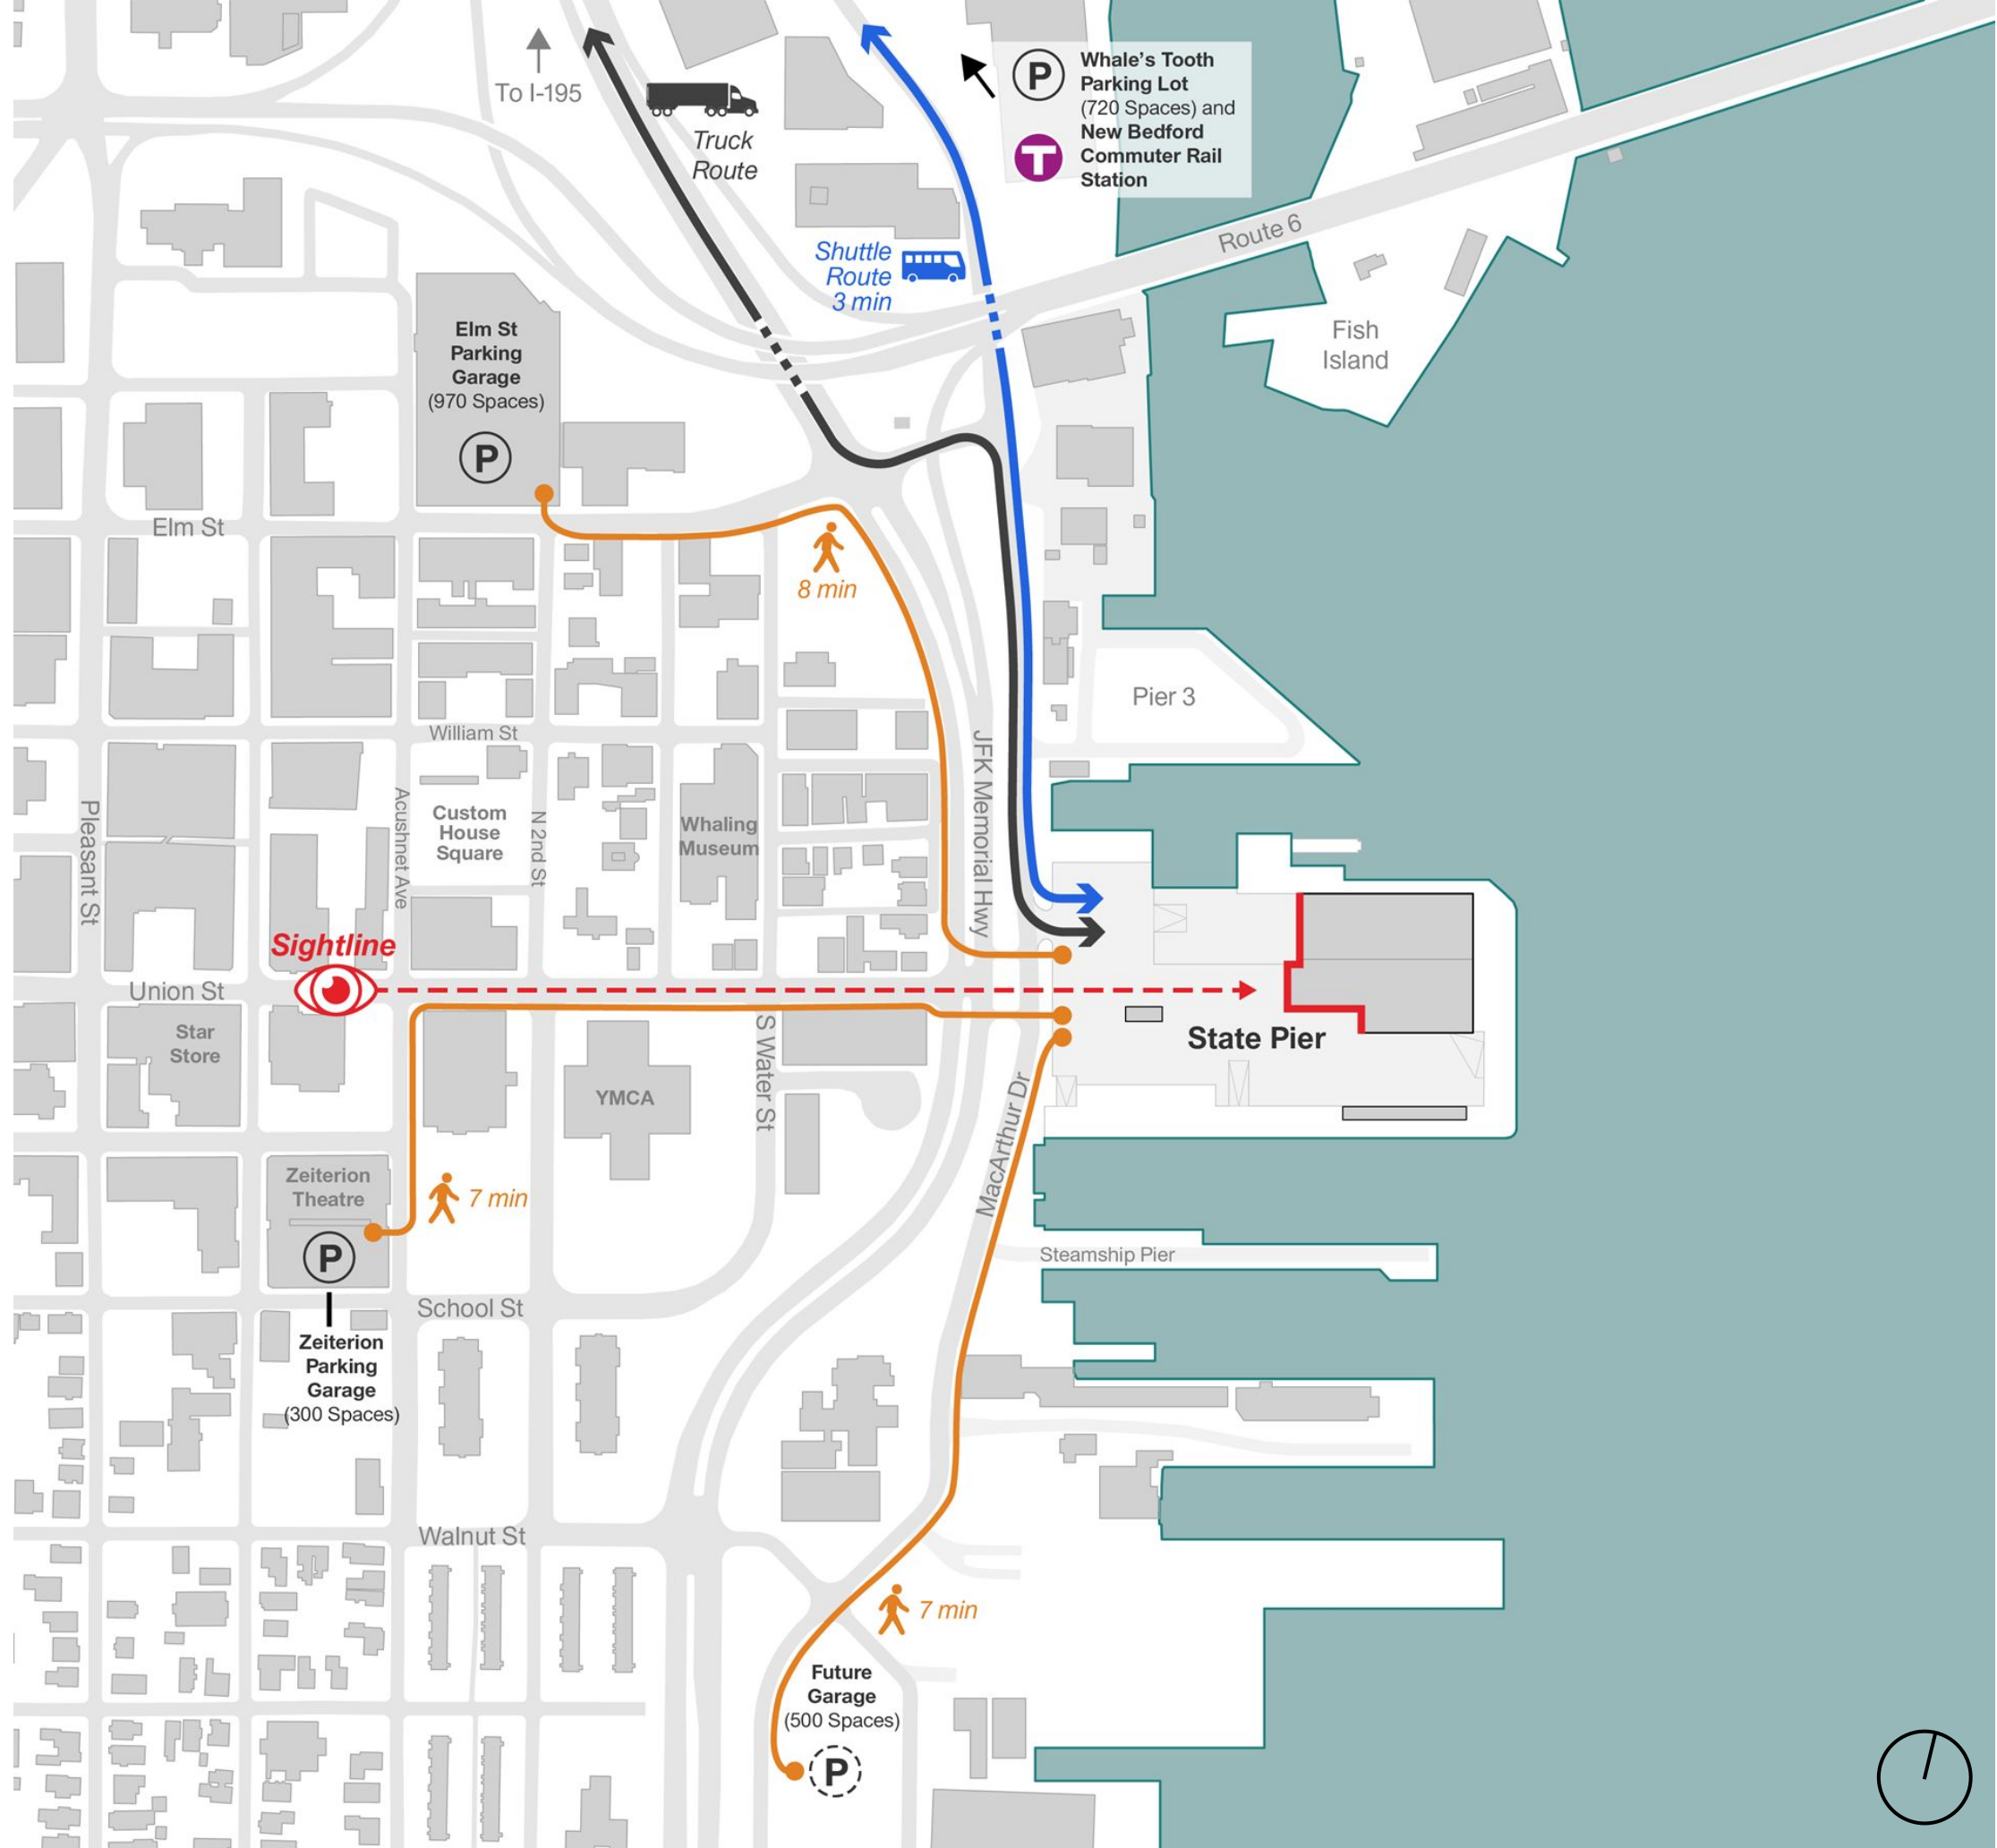 To I-195
Truck
Route
P
Whale's Tooth
Parking Lot
(720 Spaces) and
T
New Bedford
Commuter Rail
Station
Route 6
Shuttle
Route
3 min
Fish
Island
Elm St
Parking
Garage
(970 Spaces)
P
Elm St
8 min
Pier 3
William St
JFK Memorial Hwy
Pleasant St
Acushnet Ave
Custom
House
Square
N 2nd St
Whaling
Museum
Sightline
Union St
Star
Store
S Water St
State Pier
YMCA
MacArthur Dr
Zeiterion
Theatre
P
7 min
Steamship Pier
School St
Zeiterion
Parking
Garage
(300 Spaces)
Walnut St
7 min
Future
Garage
(500 Spaces)
P